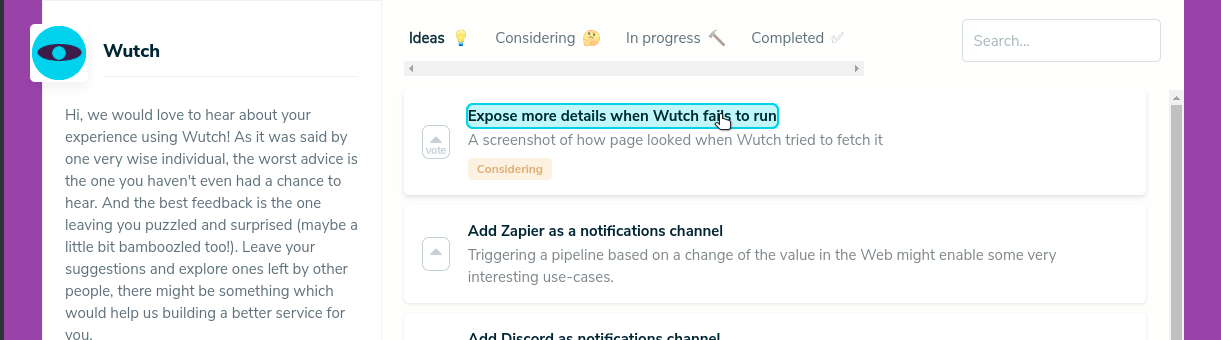 Wutch
Hi, we would love to hear about your
experience using Wutch! As it was said by
one very wise individual, the worst advice is
the one you haven't even had a chance to
hear. And the best feedback is the one
leaving you puzzled and surprised (maybe a
little bit bamboozled too!). Leave your
suggestions and explore ones left by other
people, there might be something which
would help us building a better service for
you.
Ideas 💡 Considering 🤔 In progress 🔨 Completed ✅
Search...
Expose more details when Wutch fails to run
A screenshot of how page looked when Wutch tried to fetch it
vote
Considering
Add Zapier as a notifications channel
Triggering a pipeline based on a change of the value in the Web might enable some very
interesting use-cases.
Add Discord as notifications channel